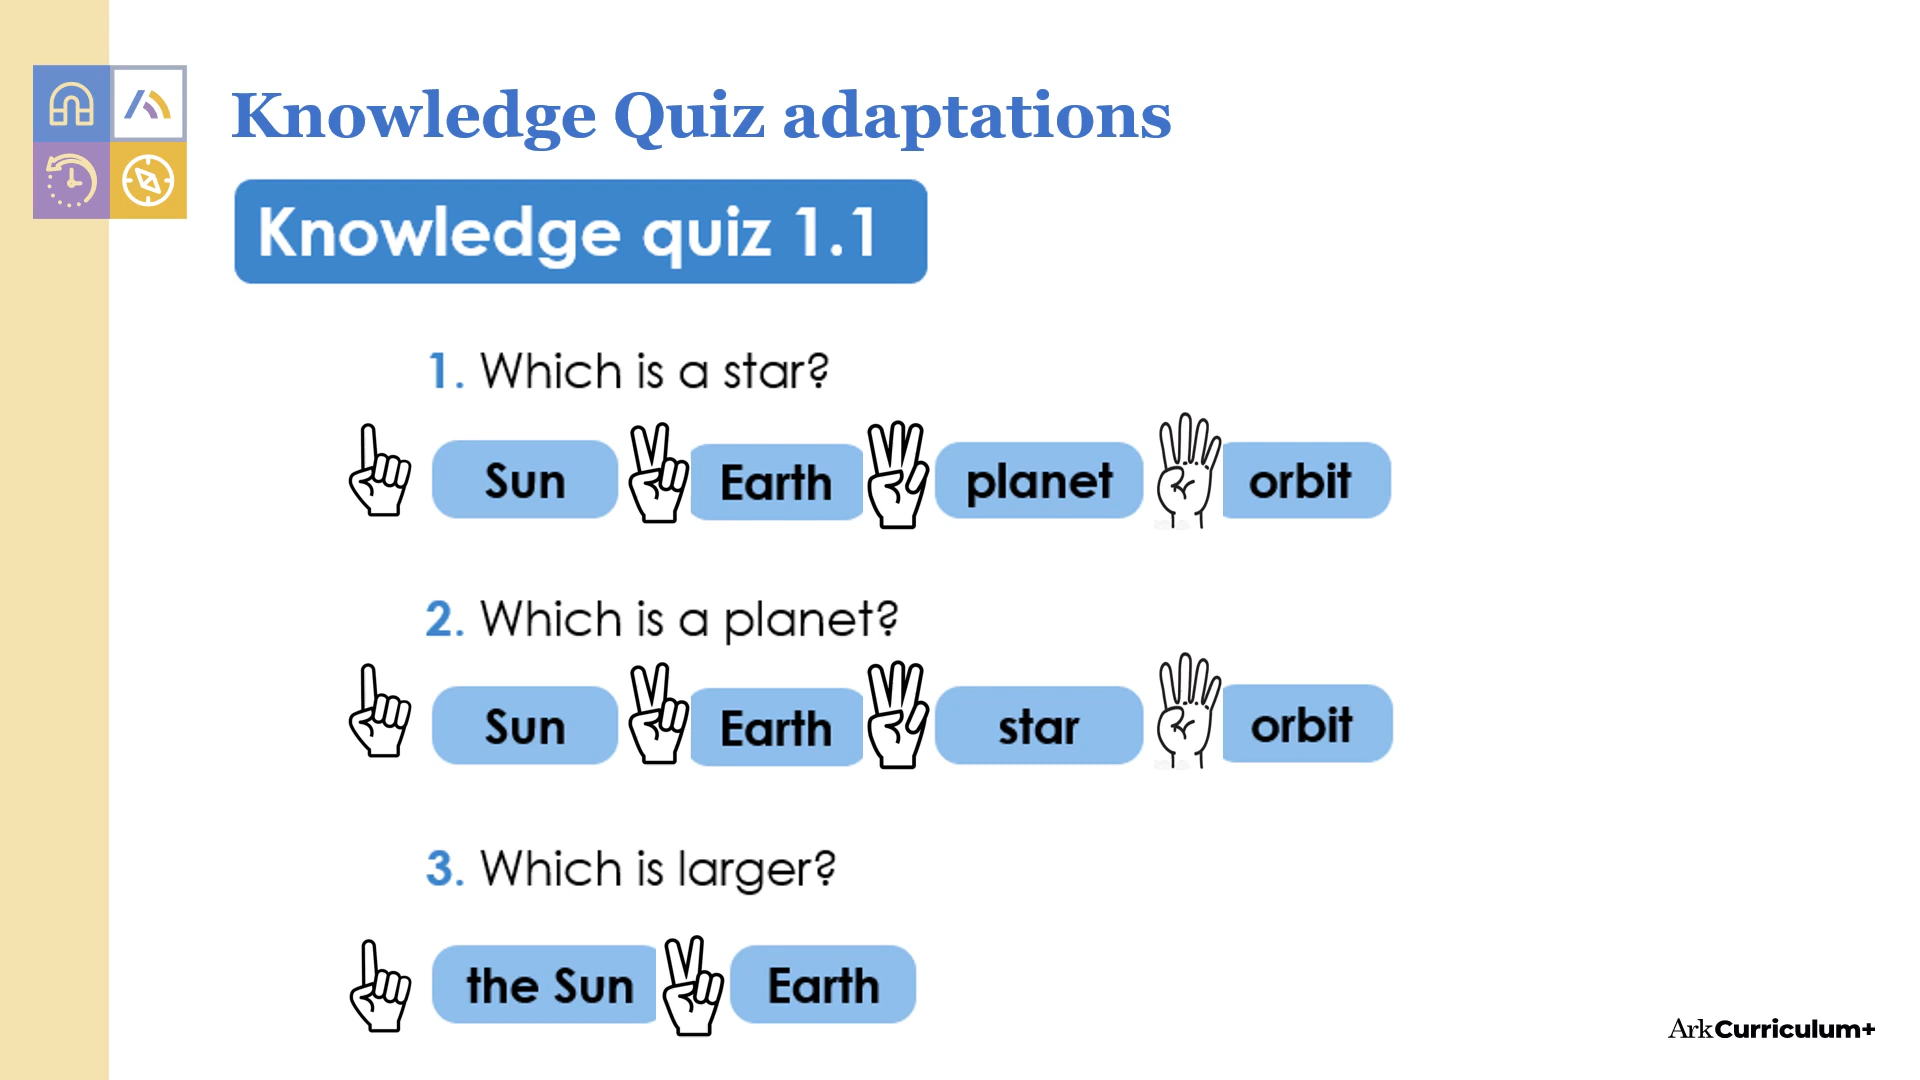 Knowledge Quiz adaptations
Knowledge quiz 1.1
1. Which is a star?
Sun Earth planet orbit
2. Which is a planet?
Sun Earth star orbit
3. Which is larger?
the Sun Earth
ArkCurriculum+